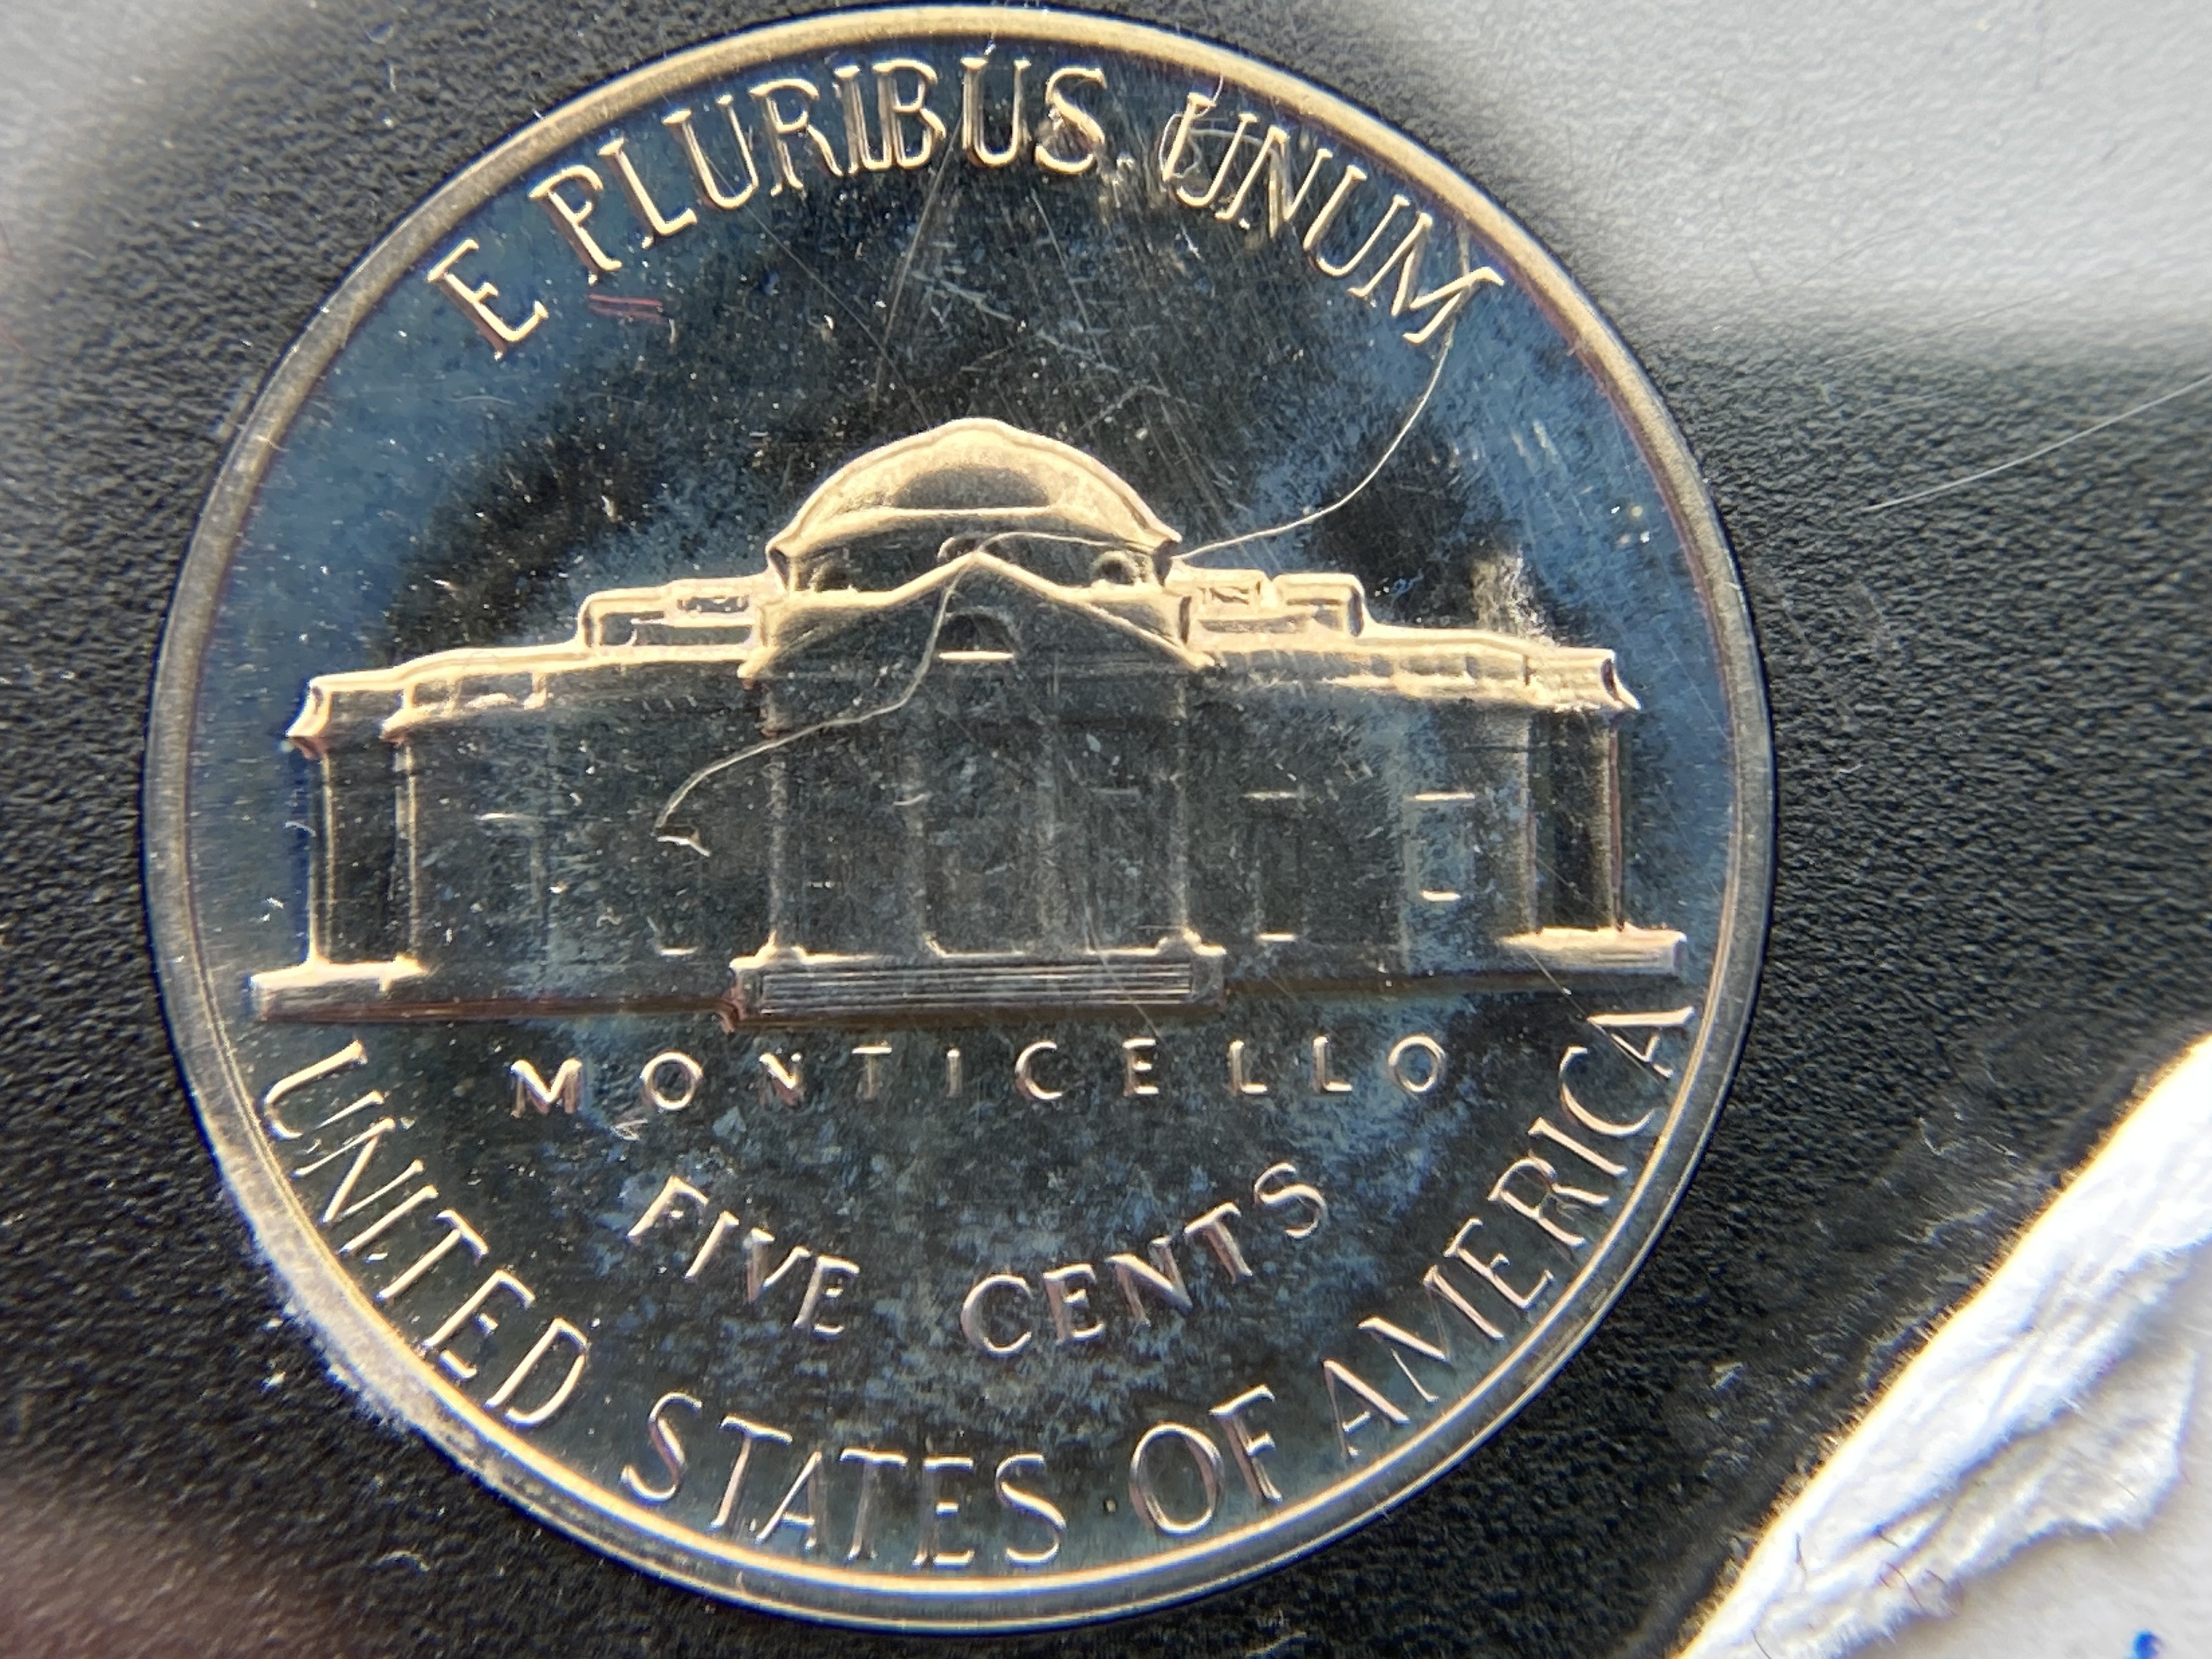 E PLURIBUS UNUM
MONTICELLO
FIVE CENTS
UNITED STATES OF AMERICA